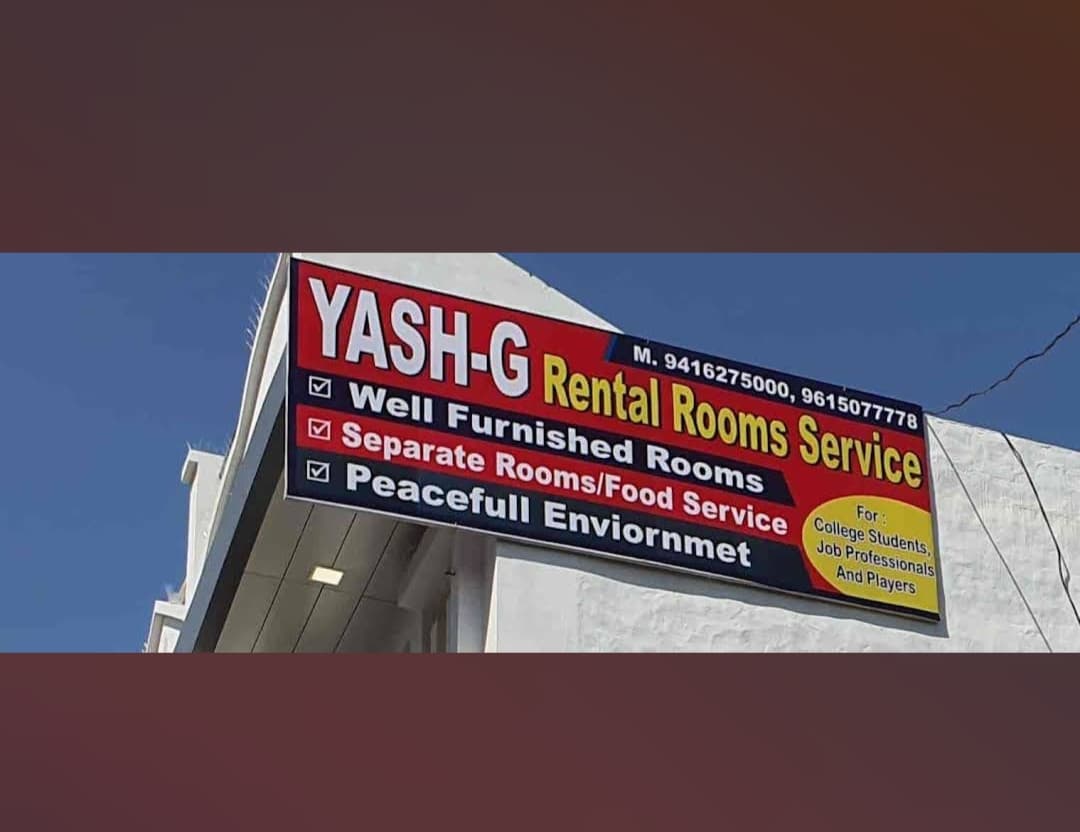 YASH-G
M. 9416275000, 9615077778
Rental Rooms Service
Well Furnished Rooms
Separate Rooms/Food Service
Peacefull Enviornmet
For :
College Students,
Job Professionals
And Players